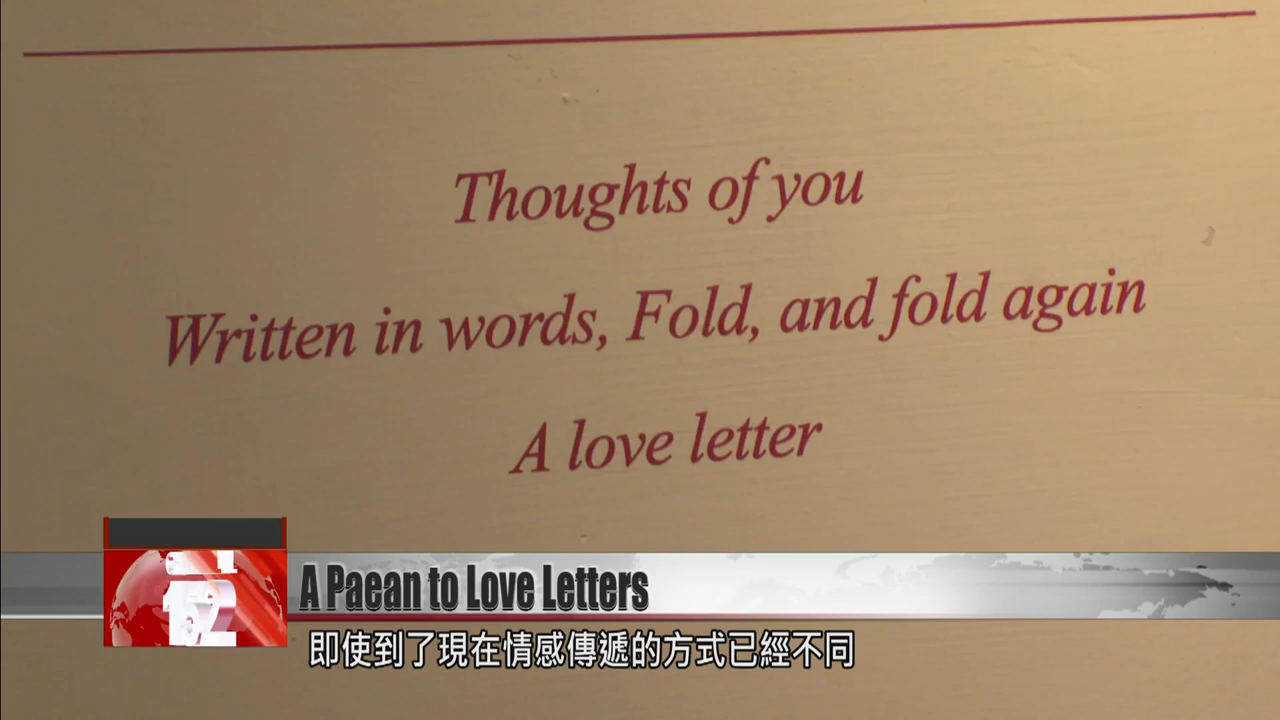 Thoughts of you
Written in words, Fold, and fold again
A love letter
A Paean to Love Letters
即使到了現在情感傳遞的方式已經不同